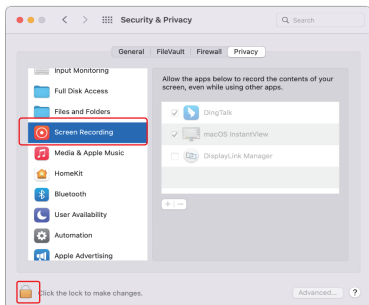 Security & Privacy
Search
General
FileVault
Firewall
Privacy
Input Monitoring
Full Disk Access
Files and Folders
Screen Recording
Media & Apple Music
HomeKit
Bluetooth
User Availability
Automation
Apple Advertising
Allow the apps below to record the contents of your
screen, even while using other apps.
DingTalk
macOS InstantView
DisplayLink Manager
+ −
Click the lock to make changes.
Advanced...
?